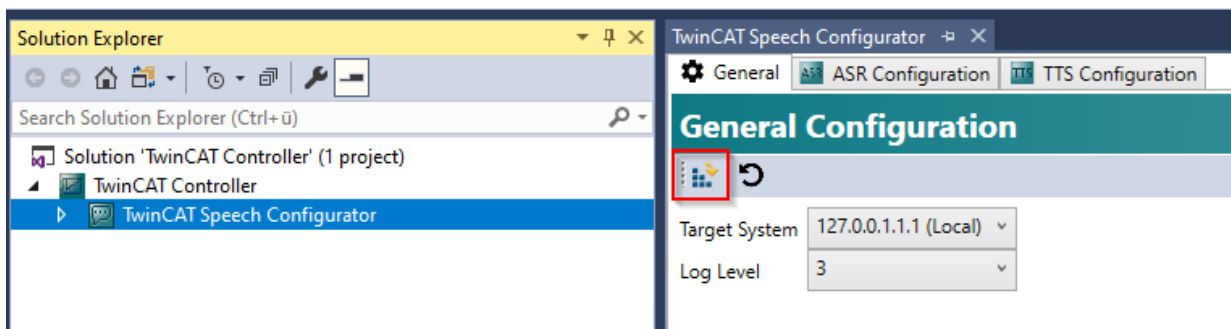 Solution Explorer
Search Solution Explorer (Ctrl+ü)
Solution 'TwinCAT Controller' (1 project)
TwinCAT Controller
TwinCAT Speech Configurator
TwinCAT Speech Configurator
General
ASR
ASR Configuration
TTS
TTS Configuration
General Configuration
Target System
127.0.0.1.1.1 (Local)
Log Level
3